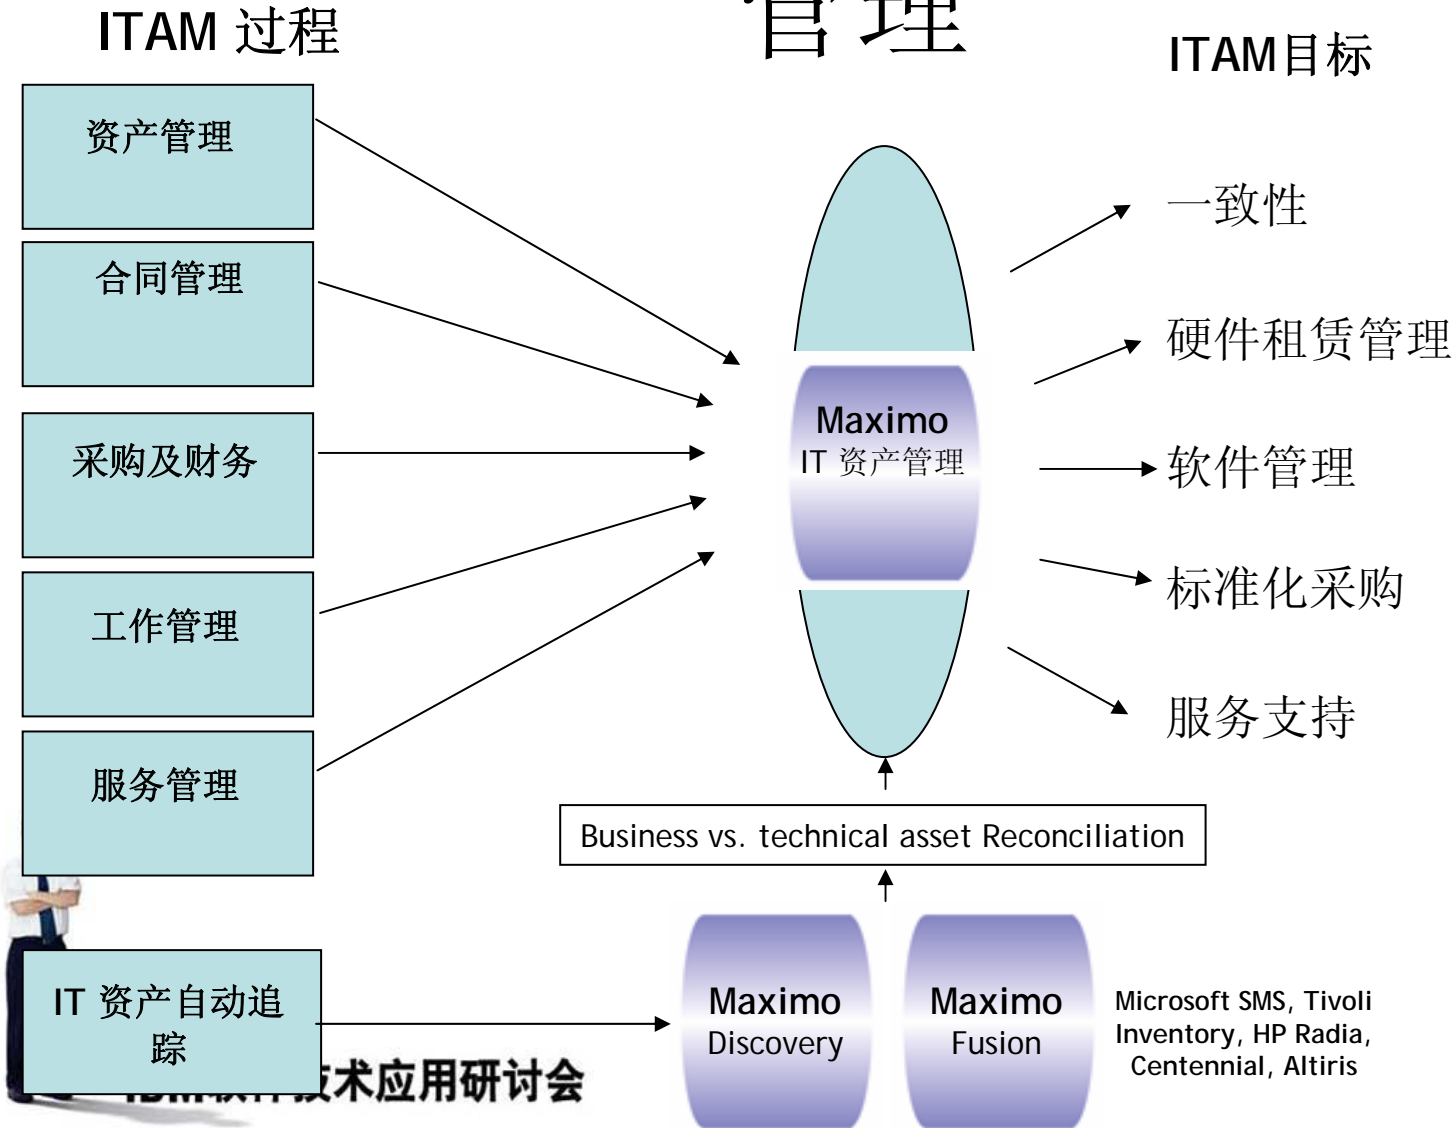 ITAM 过程
管理
ITAM目标
资产管理
合同管理
采购及财务
工作管理
服务管理
IT 资产自动追
踪
Maximo
IT 资产管理
一致性
硬件租赁管理
软件管理
标准化采购
服务支持
Business vs. technical asset Reconciliation
Maximo
Discovery
Maximo
Fusion
Microsoft SMS, Tivoli
Inventory, HP Radia,
Centennial, Altiris
术应用研讨会